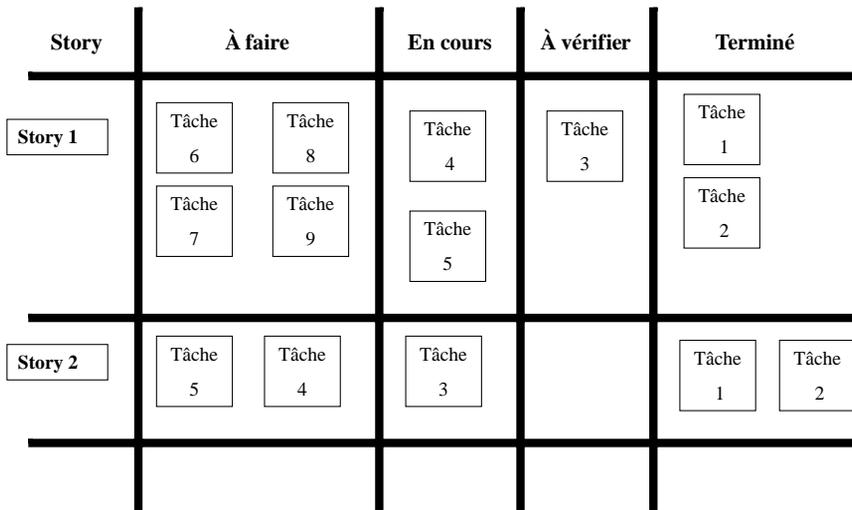 Story À faire En cours À vérifier Terminé
Story 1
Tâche
6
Tâche
8
Tâche
7
Tâche
9
Tâche
4
Tâche
5
Tâche
3
Tâche
1
Tâche
2
Story 2
Tâche
5
Tâche
4
Tâche
3
Tâche
1
Tâche
2